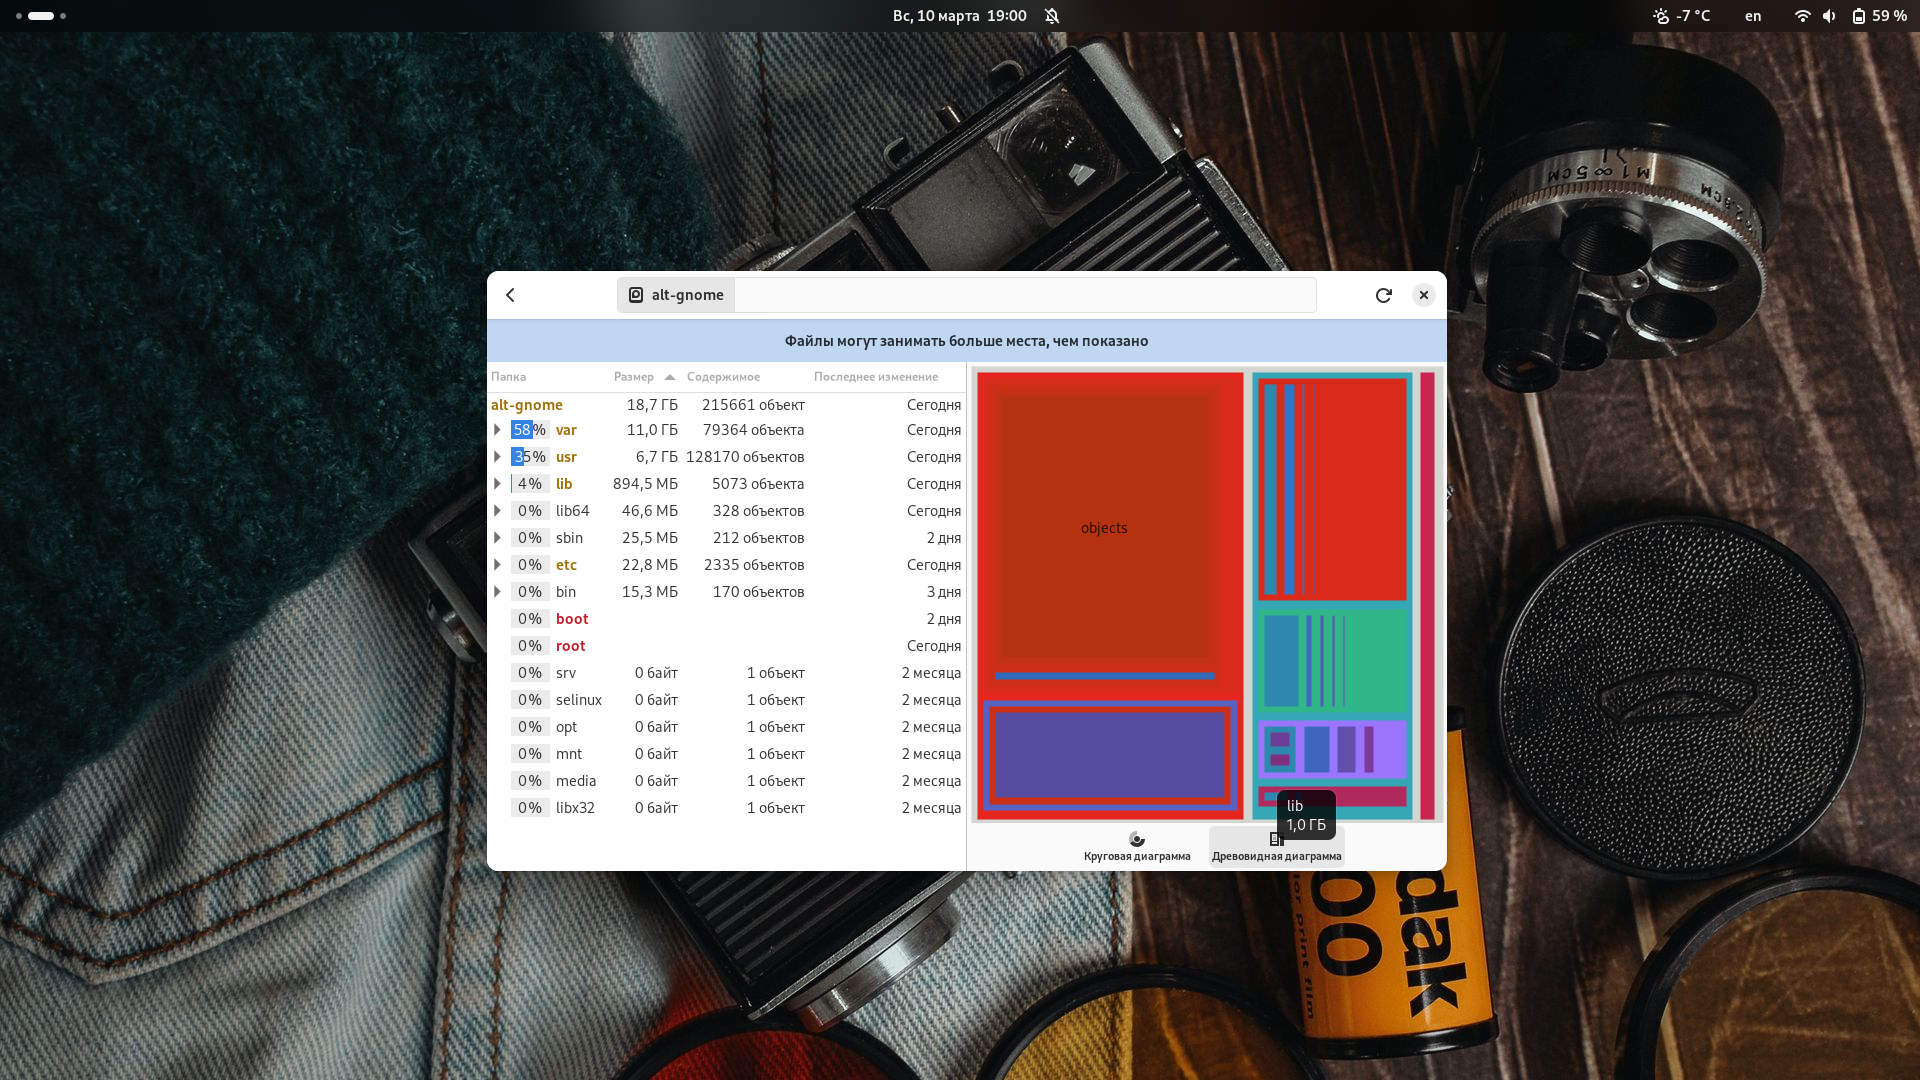 Вс, 10 марта 19:00
-7 °C en 59 %
alt-gnome
Файлы могут занимать больше места, чем показано
Папка Размер Содержимое Последнее изменение
alt-gnome 18,7 ГБ 215661 объект Сегодня
58% var 11,0 ГБ 79364 объекта Сегодня
35% usr 6,7 ГБ 128170 объектов Сегодня
4% lib 894,5 МБ 5073 объекта Сегодня
0% lib64 46,6 МБ 328 объектов Сегодня
0% sbin 25,5 МБ 212 объектов 2 дня
0% etc 22,8 МБ 2335 объектов Сегодня
0% bin 15,3 МБ 170 объектов 3 дня
0% boot 2 дня
0% root Сегодня
0% srv 0 байт 1 объект 2 месяца
0% selinux 0 байт 1 объект 2 месяца
0% opt 0 байт 1 объект 2 месяца
0% mnt 0 байт 1 объект 2 месяца
0% media 0 байт 1 объект 2 месяца
0% libx32 0 байт 1 объект 2 месяца
objects
lib
1,0 ГБ
Круговая диаграмма Древовидная диаграмма
м1∞5см
dak
00
lor print film